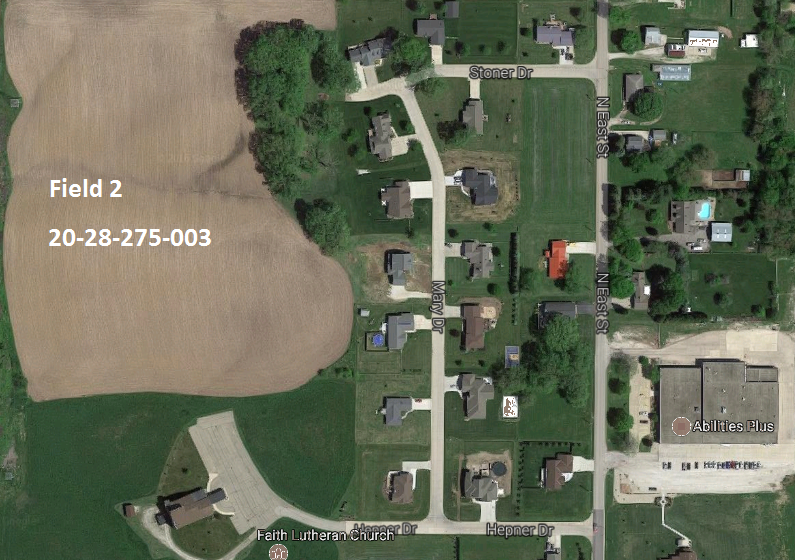 Stoner Dr
N East St
Field 2
20-28-275-003
Mary Dr
N East St
Abilities Plus
Hepner Dr
Hepner Dr
Faith Lutheran Church